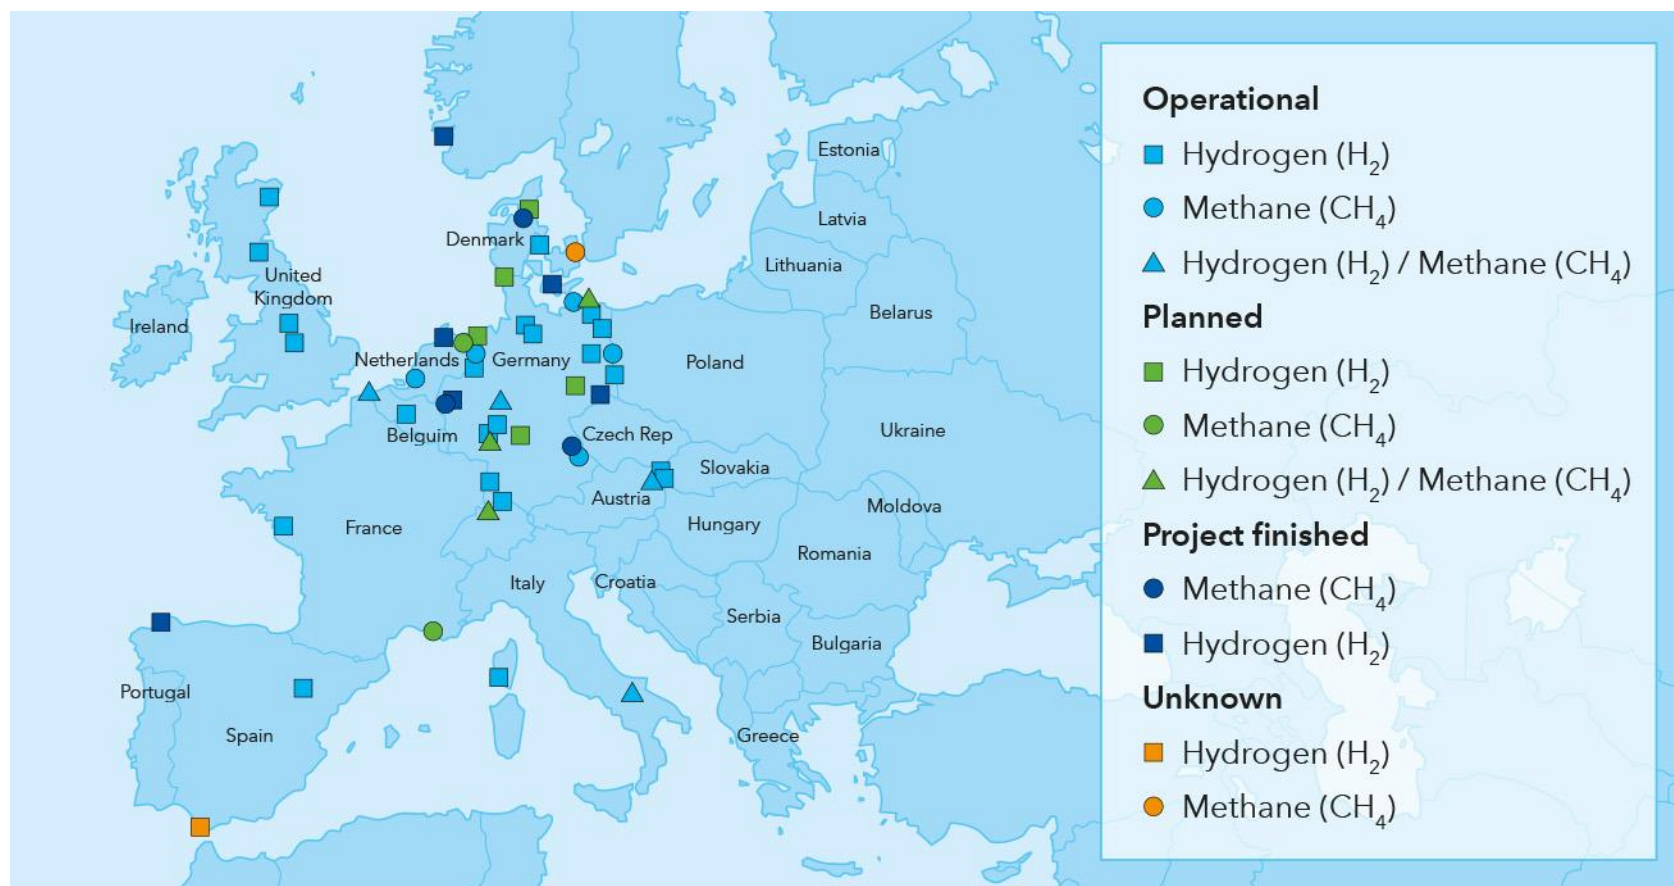 Operational
Hydrogen (H₂)
Methane (CH₄)
Hydrogen (H₂) / Methane (CH₄)
Planned
Hydrogen (H₂)
Methane (CH₄)
Hydrogen (H₂) / Methane (CH₄)
Project finished
Methane (CH₄)
Hydrogen (H₂)
Unknown
Hydrogen (H₂)
Methane (CH₄)
Estonia
Latvia
Denmark
Lithuania
United
Kingdom
Belarus
Ireland
Netherlands
Germany
Poland
Belguim
Czech Rep
Ukraine
Slovakia
Austria
Moldova
France
Hungary
Romania
Italy
Croatia
Serbia
Bulgaria
Portugal
Spain
Greece